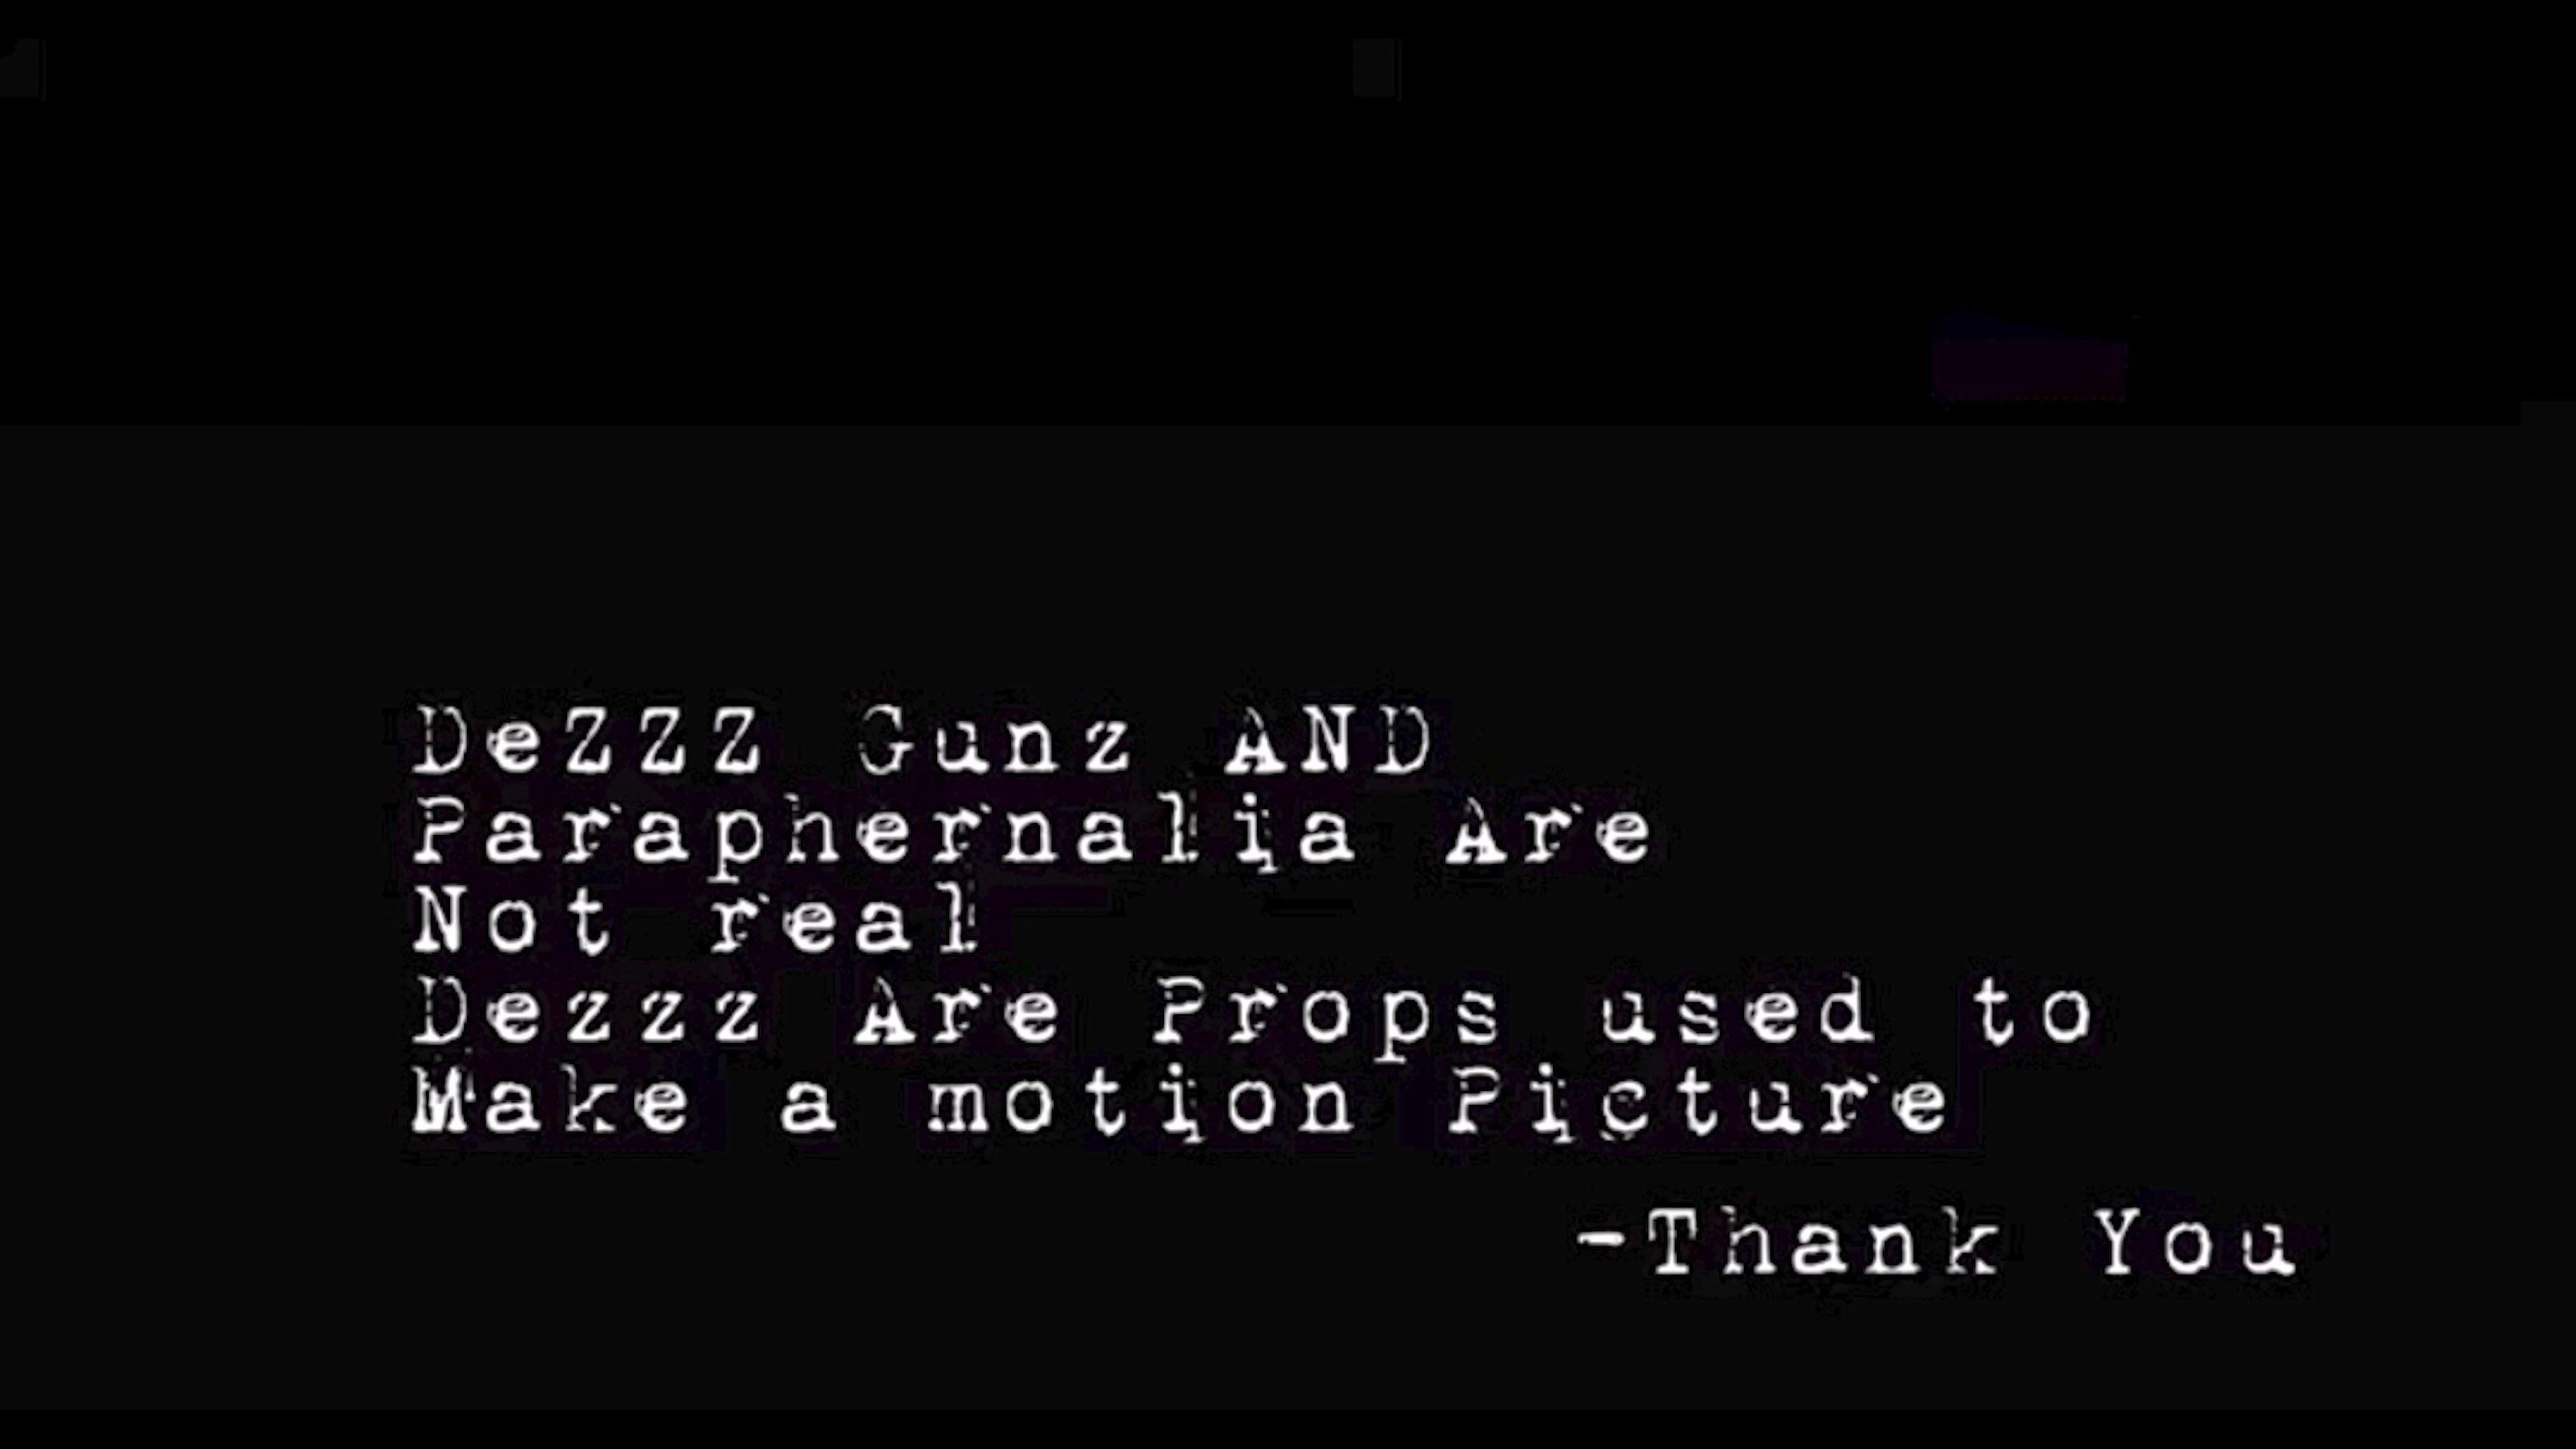 DeZZZ Gunz AND
Paraphernalia Are
Not real
Dezzz Are Props used to
Make a motion Picture
-Thank You